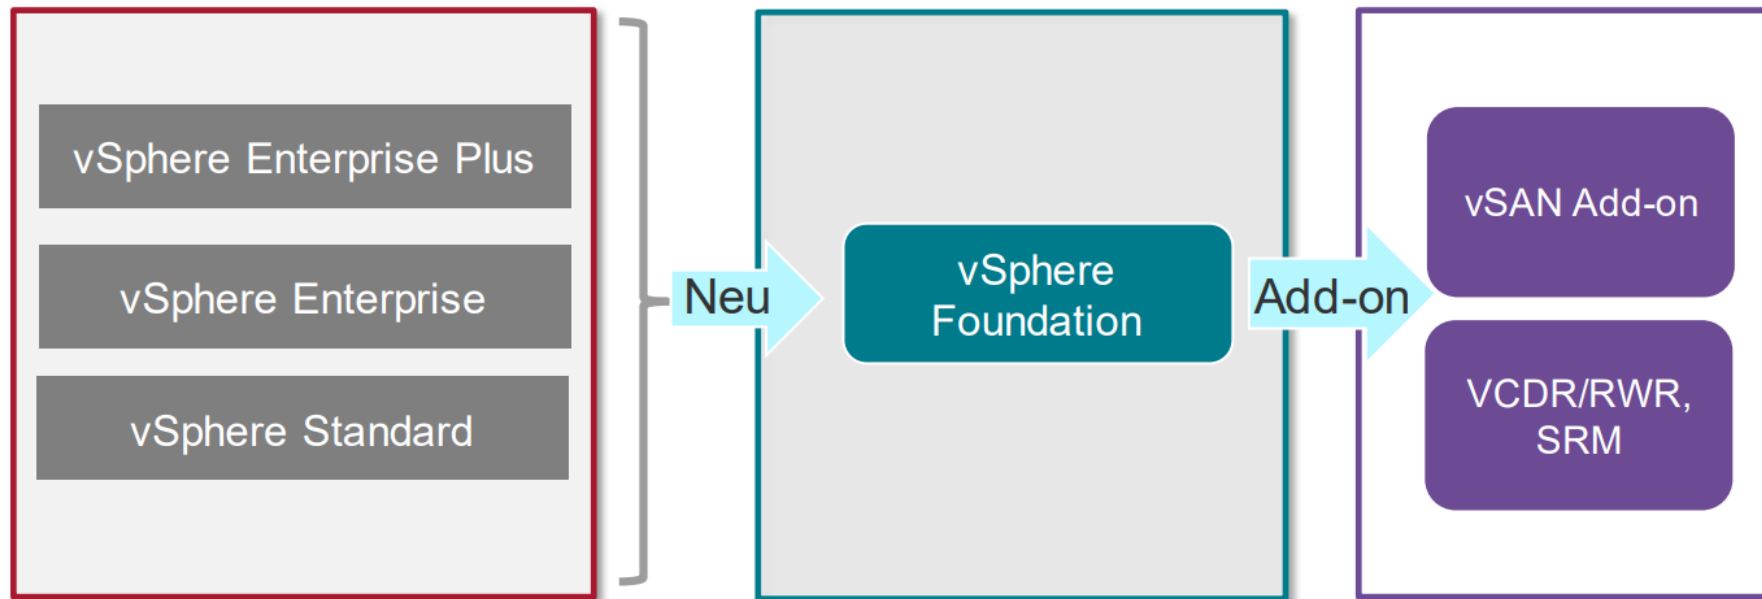 vSphere Enterprise Plus
vSphere Enterprise
vSphere Standard
Neu
vSphere
Foundation
Add-on
vSAN Add-on
VCDR/RWR,
SRM